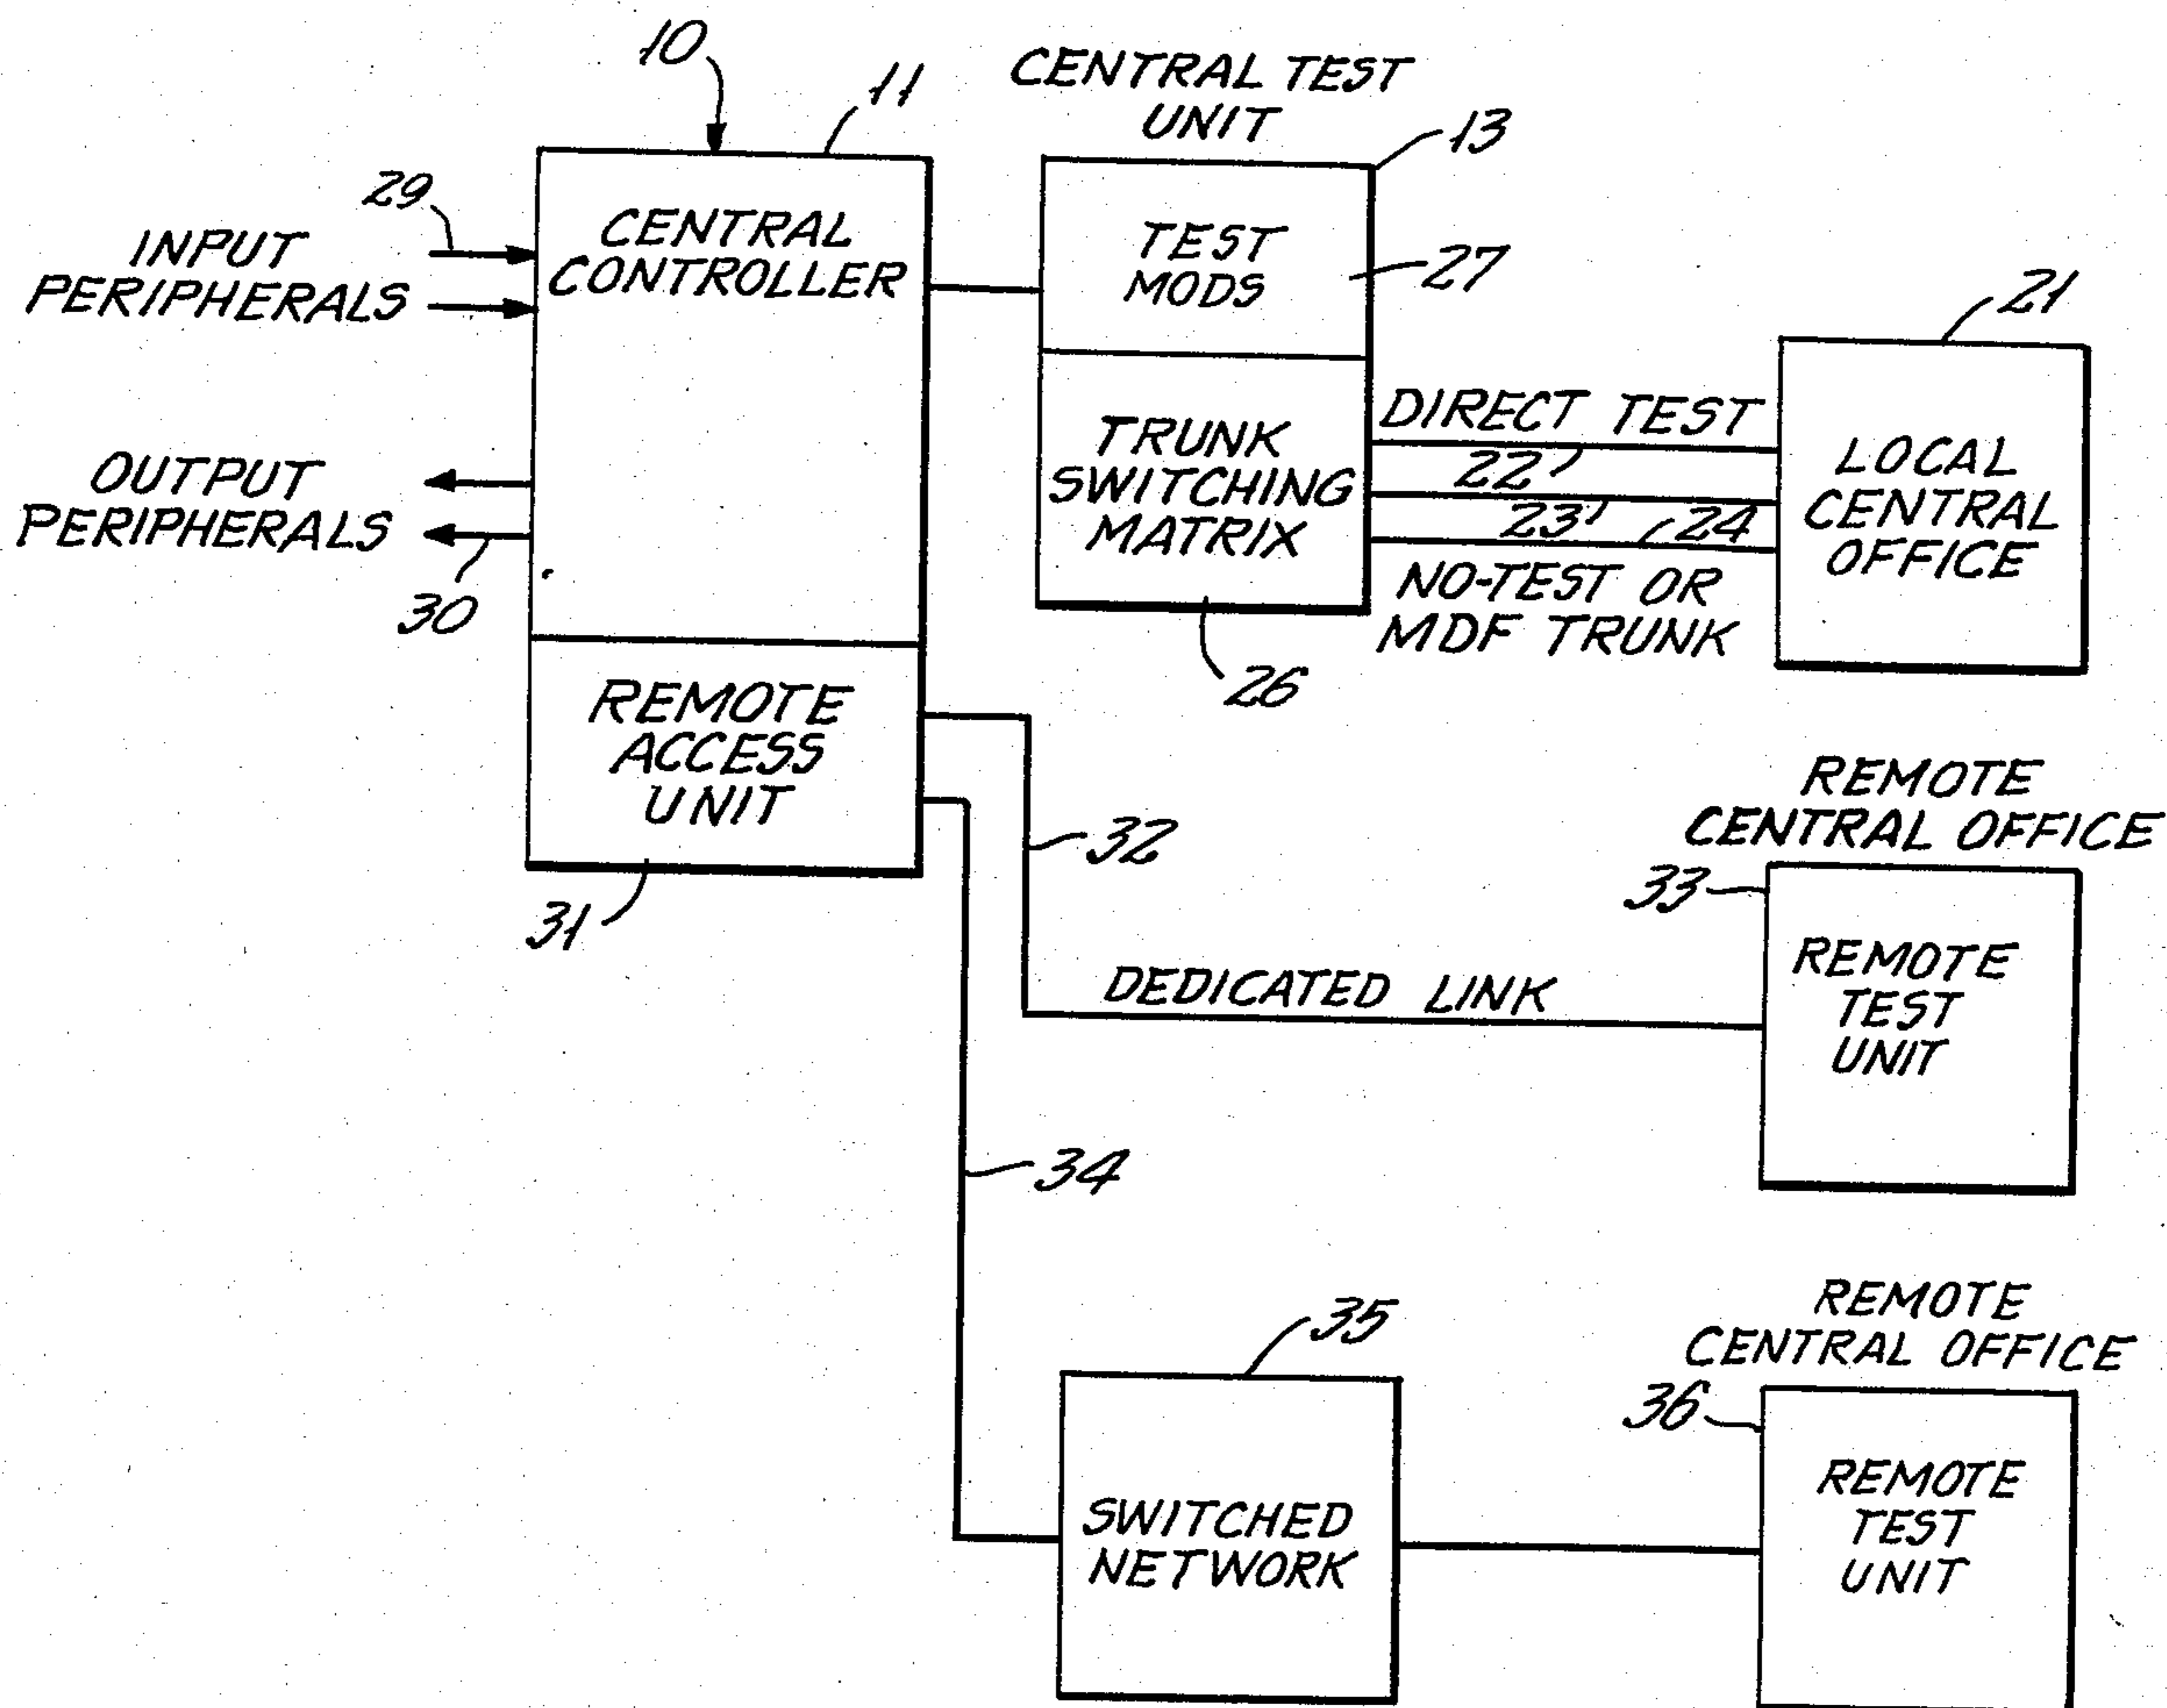 10
11
CENTRAL TEST
UNIT
13
29
INPUT
PERIPHERALS
CENTRAL
CONTROLLER
TEST
MODS
27
21
OUTPUT
PERIPHERALS
30
TRUNK
SWITCHING
MATRIX
26
DIRECT TEST
22
23
24
NO-TEST OR
MDF TRUNK
LOCAL
CENTRAL
OFFICE
REMOTE
ACCESS
UNIT
31
32
REMOTE
CENTRAL OFFICE
33
REMOTE
TEST
UNIT
DEDICATED LINK
34
35
SWITCHED
NETWORK
REMOTE
CENTRAL OFFICE
36
REMOTE
TEST
UNIT